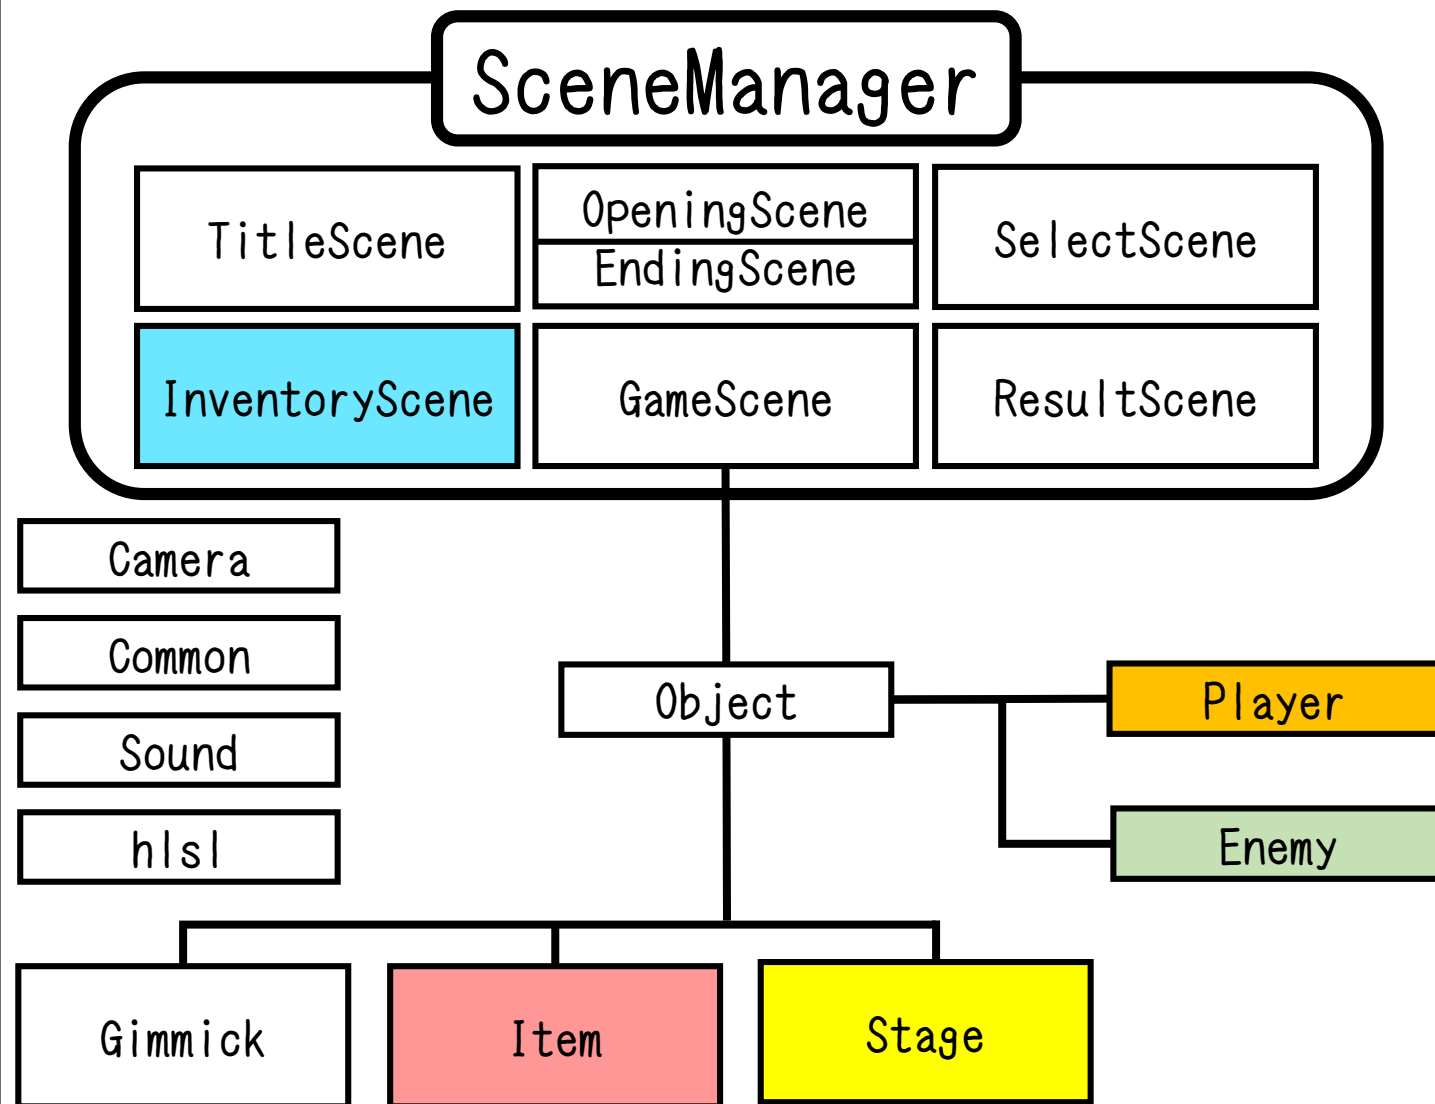 SceneManager
TitleScene
OpeningScene
EndingScene
SelectScene
InventoryScene
GameScene
ResultScene
Camera
Common
Sound
hlsl
Object
Player
Enemy
Gimmick
Item
Stage